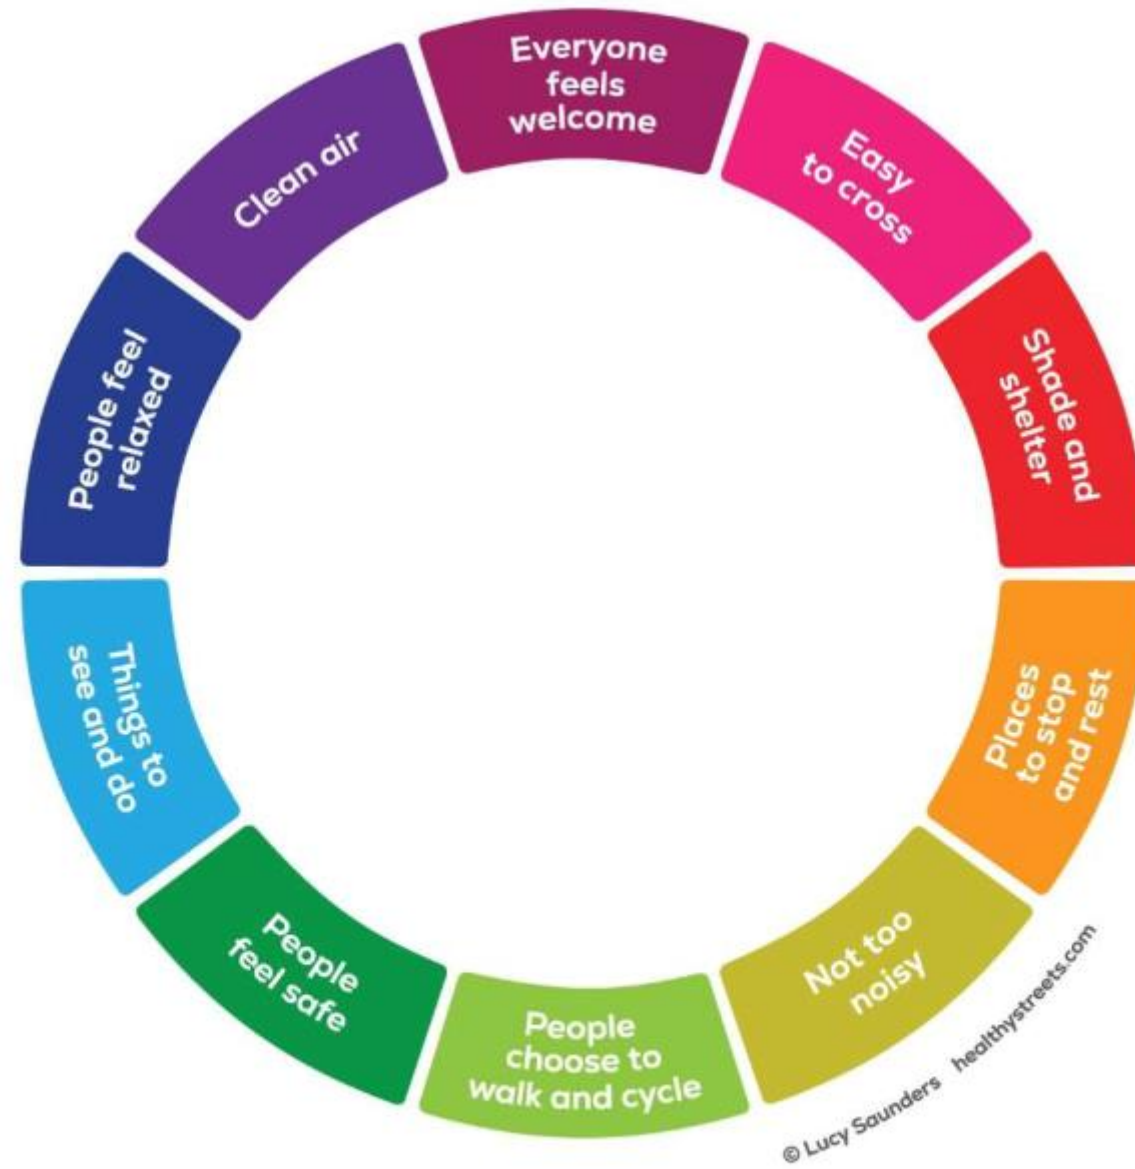 Everyone
feels
welcome
Easy
to cross
Shade and
shelter
Places
to stop
and rest
Not too
noisy
People
choose to
walk and cycle
People
feel safe
Things to
see and do
People feel
relaxed
Clean air
© Lucy Saunders healthystreets.com